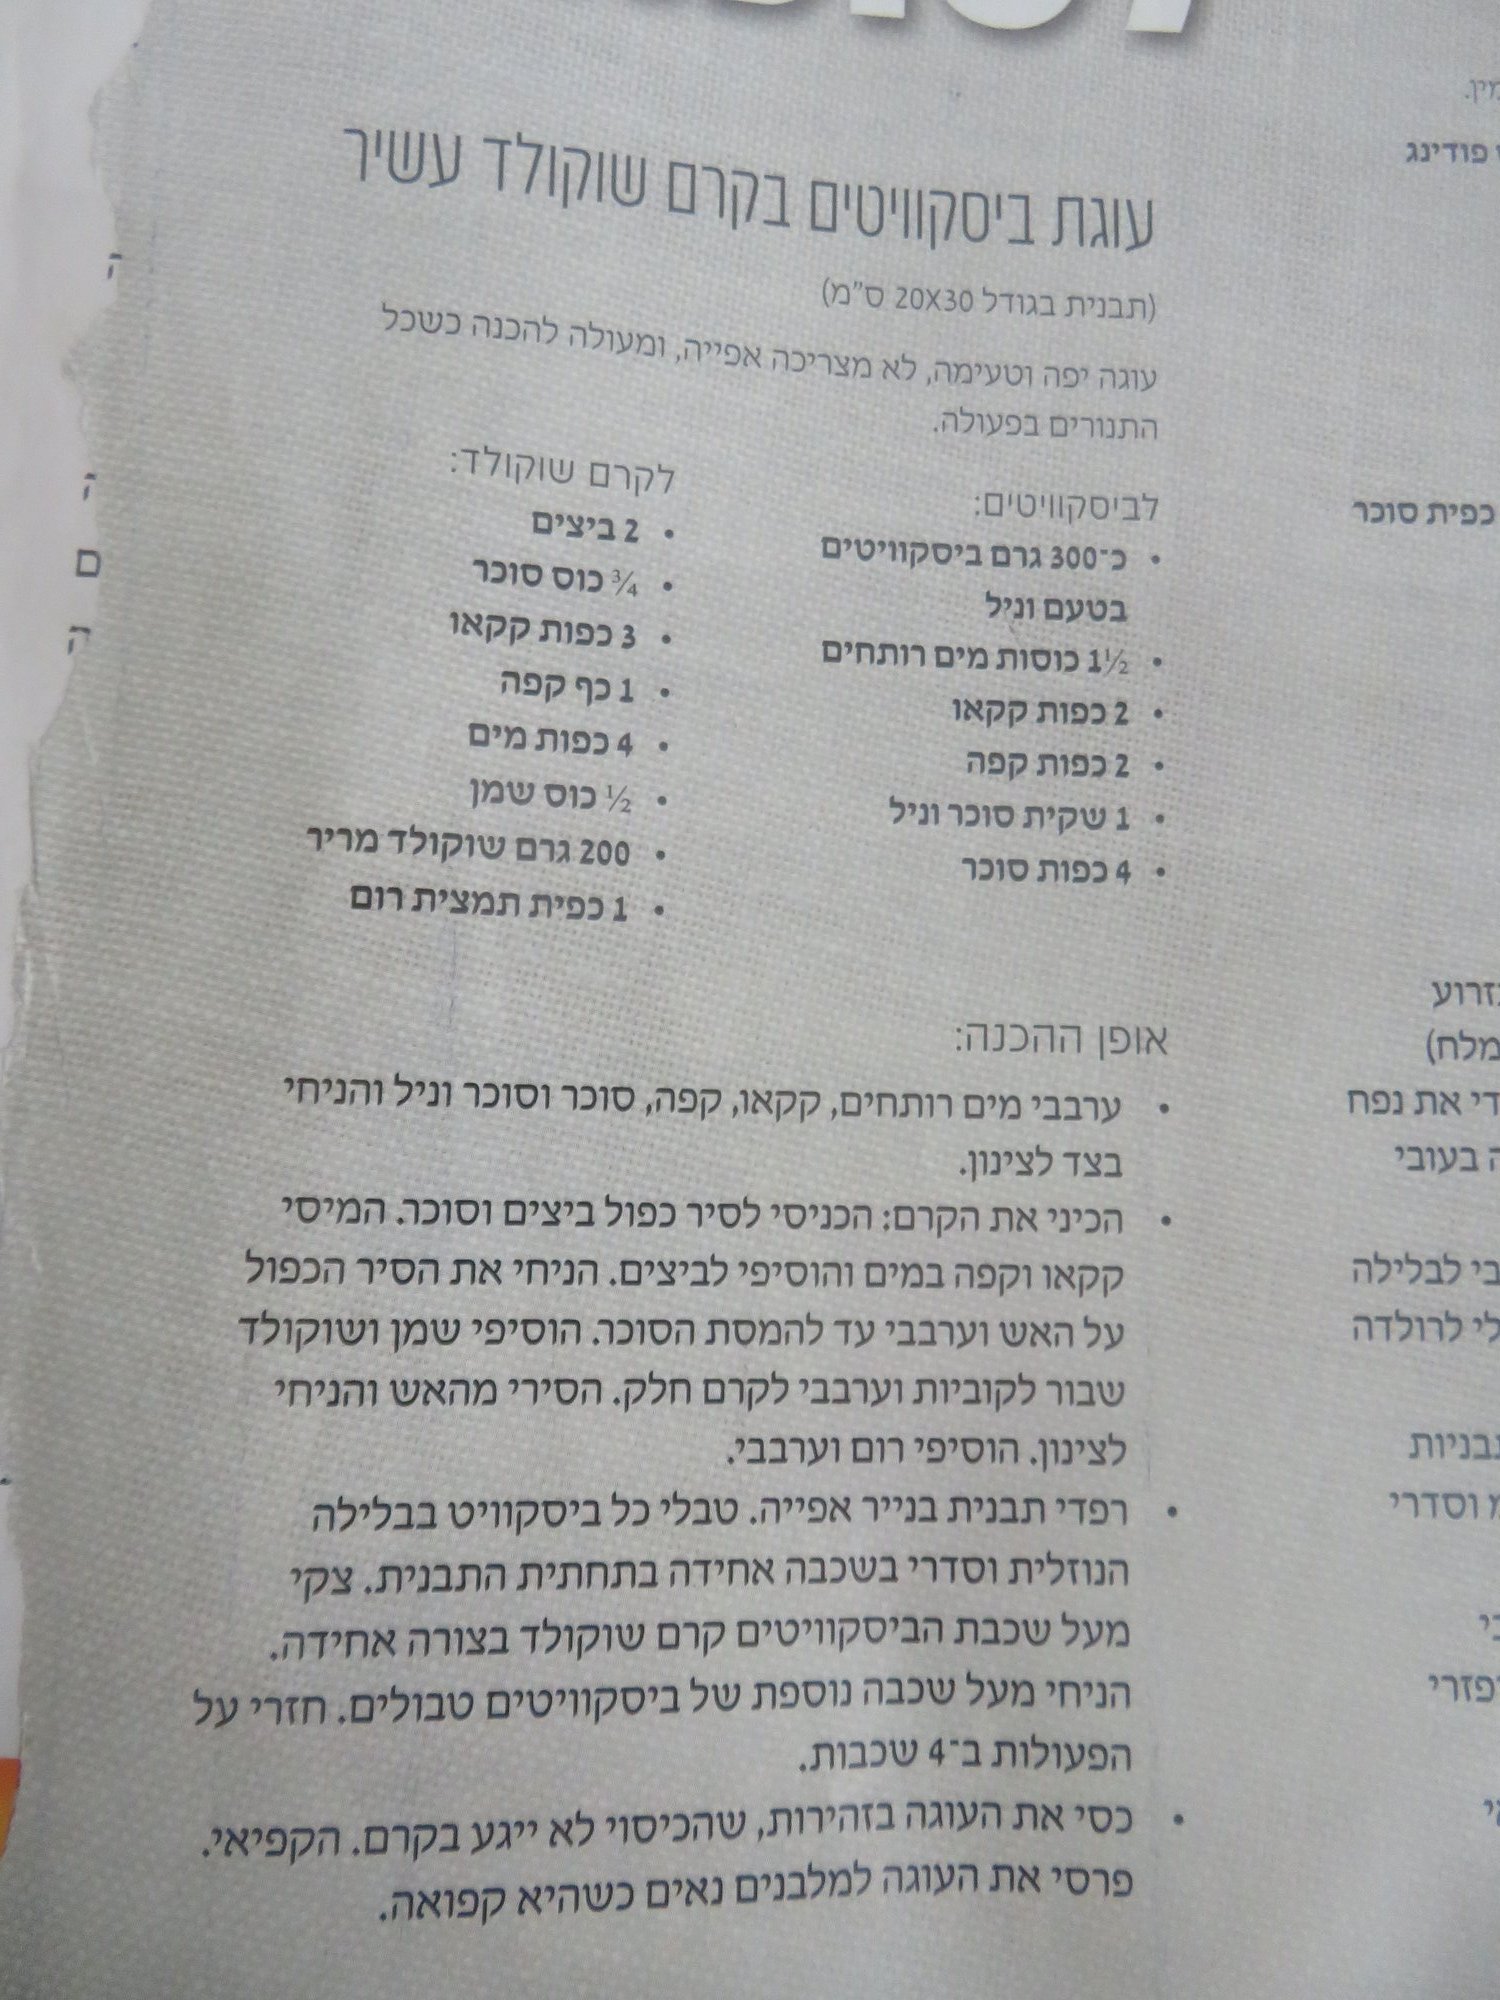 עוגת ביסקוויטים בקרם שוקולד עשיר
(תבנית בגודל 20X30 ס"מ)
עוגה יפה וטעימה, לא מצריכה אפייה, ומעולה להכנה כשכל
התנורים בפעולה.
לביסקוויטים:
• כ־300 גרם ביסקוויטים
בטעם וניל
• 1½ כוסות מים רותחים
• 2 כפות קקאו
• 2 כפות קפה
• 1 שקית סוכר וניל
• 4 כפות סוכר
לקרם שוקולד:
• 2 ביצים
• ¾ כוס סוכר
• 3 כפות קקאו
• 1 כף קפה
• 4 כפות מים
• ½ כוס שמן
• 200 גרם שוקולד מריר
• 1 כפית תמצית רום
אופן ההכנה:
• ערבבי מים רותחים, קקאו, קפה, סוכר וסוכר וניל והניחי
בצד לצינון.
• הכיני את הקרם: הכניסי לסיר כפול ביצים וסוכר. המיסי
קקאו וקפה במים והוסיפי לביצים. הניחי את הסיר הכפול
על האש וערבבי עד להמסת הסוכר. הוסיפי שמן ושוקולד
שבור לקוביות וערבבי לקרם חלק. הסירי מהאש והניחי
לצינון. הוסיפי רום וערבבי.
• רפדי תבנית בנייר אפייה. טבלי כל ביסקוויט בבלילה
הנוזלית וסדרי בשכבה אחידה בתחתית התבנית. צקי
מעל שכבת הביסקוויטים קרם שוקולד בצורה אחידה.
הניחי מעל שכבה נוספת של ביסקוויטים טבולים. חזרי על
הפעולות ב־4 שכבות.
• כסי את העוגה בזהירות, שהכיסוי לא ייגע בקרם. הקפיאי.
פרסי את העוגה למלבנים נאים כשהיא קפואה.
פודינג
כפית סוכר
מלח)
את נפח
בעובי
לבלילה
לרולדה
וסדרי